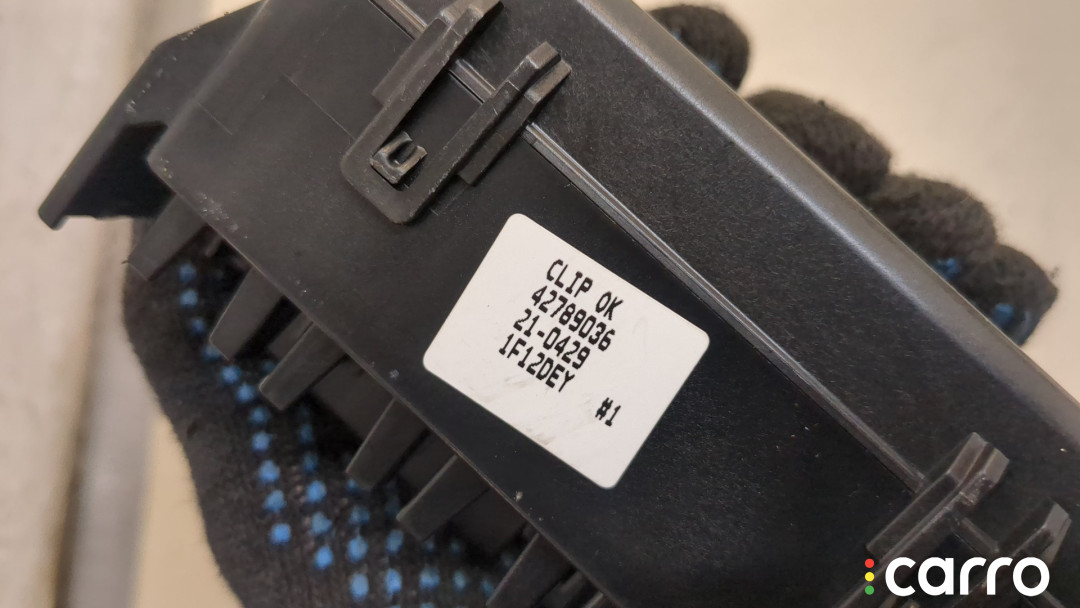 CLIP OK
42789036
21-0429
1F12DEY
#1
carro